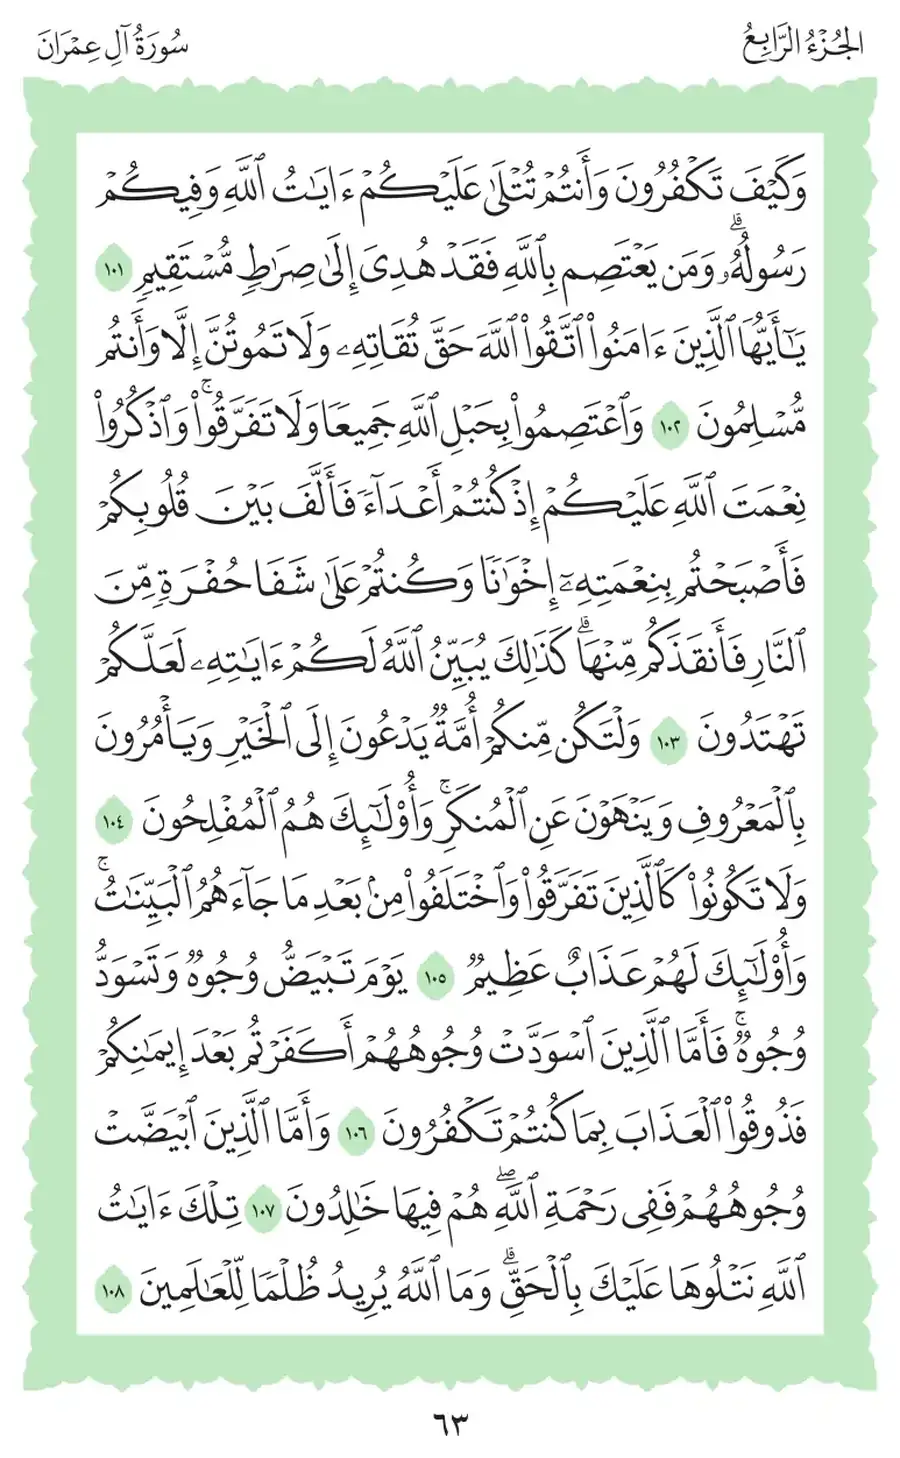 الجُزْءُ الرَّابِعُ
سُورَةُ آلِ عِمْرَانَ
وَكَيْفَ تَكْفُرُونَ وَأَنتُمْ تُتْلَىٰ عَلَيْكُمْ ءَايَٰتُ ٱللَّهِ وَفِيكُمْ
رَسُولُهُۥۗ وَمَن يَعْتَصِم بِٱللَّهِ فَقَدْ هُدِىَ إِلَىٰ صِرَٰطٍ مُّسْتَقِيمٍ ١٠١
يَٰٓأَيُّهَا ٱلَّذِينَ ءَامَنُوا۟ ٱتَّقُوا۟ ٱللَّهَ حَقَّ تُقَاتِهِۦ وَلَا تَمُوتُنَّ إِلَّا وَأَنتُم
مُّسْلِمُونَ ١٠٢ وَٱعْتَصِمُوا۟ بِحَبْلِ ٱللَّهِ جَمِيعًا وَلَا تَفَرَّقُوا۟ۚ وَٱذْكُرُوا۟
نِعْمَتَ ٱللَّهِ عَلَيْكُمْ إِذْ كُنتُمْ أَعْدَآءً فَأَلَّفَ بَيْنَ قُلُوبِكُمْ
فَأَصْبَحْتُم بِنِعْمَتِهِۦٓ إِخْوَٰنًا وَكُنتُمْ عَلَىٰ شَفَا حُفْرَةٍ مِّنَ
ٱلنَّارِ فَأَنقَذَكُم مِّنْهَاۗ كَذَٰلِكَ يُبَيِّنُ ٱللَّهُ لَكُمْ ءَايَٰتِهِۦ لَعَلَّكُمْ
تَهْتَدُونَ ١٠٣ وَلْتَكُن مِّنكُمْ أُمَّةٌ يَدْعُونَ إِلَى ٱلْخَيْرِ وَيَأْمُرُونَ
بِٱلْمَعْرُوفِ وَيَنْهَوْنَ عَنِ ٱلْمُنكَرِۚ وَأُو۟لَٰٓئِكَ هُمُ ٱلْمُفْلِحُونَ ١٠٤
وَلَا تَكُونُوا۟ كَٱلَّذِينَ تَفَرَّقُوا۟ وَٱخْتَلَفُوا۟ مِنۢ بَعْدِ مَا جَآءَهُمُ ٱلْبَيِّنَٰتُۚ
وَأُو۟لَٰٓئِكَ لَهُمْ عَذَابٌ عَظِيمٌ ١٠٥ يَوْمَ تَبْيَضُّ وُجُوهٌ وَتَسْوَدُّ
وُجُوهٌۚ فَأَمَّا ٱلَّذِينَ ٱسْوَدَّتْ وُجُوهُهُمْ أَكَفَرْتُم بَعْدَ إِيمَٰنِكُمْ
فَذُوقُوا۟ ٱلْعَذَابَ بِمَا كُنتُمْ تَكْفُرُونَ ١٠٦ وَأَمَّا ٱلَّذِينَ ٱبْيَضَّتْ
وُجُوهُهُمْ فَفِى رَحْمَةِ ٱللَّهِۖ هُمْ فِيهَا خَٰلِدُونَ ١٠٧ تِلْكَ ءَايَٰتُ
ٱللَّهِ نَتْلُوهَا عَلَيْكَ بِٱلْحَقِّۗ وَمَا ٱللَّهُ يُرِيدُ ظُلْمًا لِّلْعَٰلَمِينَ ١٠٨
٦٣